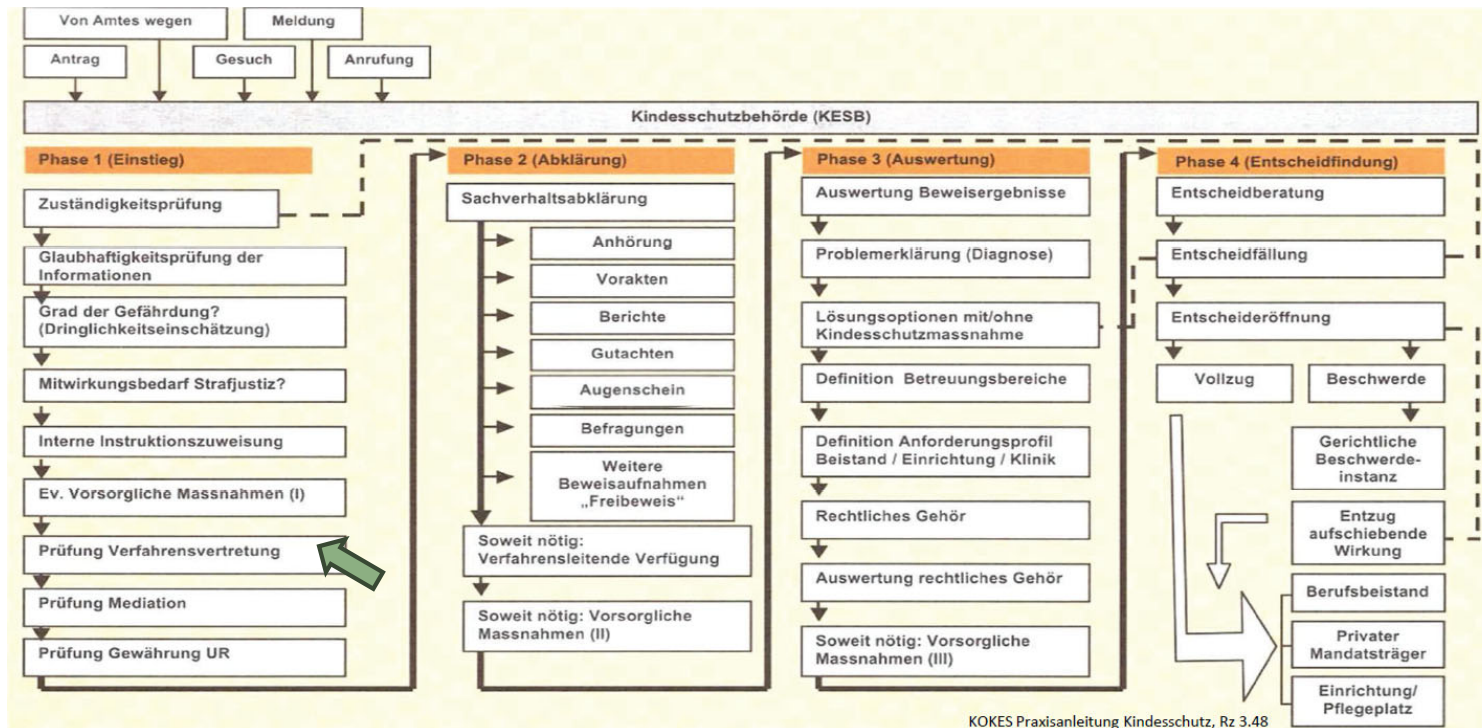 Von Amtes wegen
Meldung
Antrag
Gesuch
Anrufung
Kindesschutzbehörde (KESB)
Phase 1 (Einstieg)
Zuständigkeitsprüfung
Glaubhaftigkeitsprüfung der
Informationen
Grad der Gefährdung?
(Dringlichkeitseinschätzung)
Mitwirkungsbedarf Strafjustiz?
Interne Instruktionszuweisung
Ev. Vorsorgliche Massnahmen (I)
Prüfung Verfahrensvertretung
Prüfung Mediation
Prüfung Gewährung UR
Phase 2 (Abklärung)
Sachverhaltsabklärung
Anhörung
Vorakten
Berichte
Gutachten
Augenschein
Befragungen
Weitere
Beweisaufnahmen
„Freibeweis“
Soweit nötig:
Verfahrensleitende Verfügung
Soweit nötig: Vorsorgliche
Massnahmen (II)
Phase 3 (Auswertung)
Auswertung Beweisergebnisse
Problemerklärung (Diagnose)
Lösungsoptionen mit/ohne
Kindesschutzmassnahme
Definition Betreuungsbereiche
Definition Anforderungsprofil
Beistand / Einrichtung / Klinik
Rechtliches Gehör
Auswertung rechtliches Gehör
Soweit nötig: Vorsorgliche
Massnahmen (III)
Phase 4 (Entscheidfindung)
Entscheidberatung
Entscheidfällung
Entscheideröffnung
Vollzug
Beschwerde
Gerichtliche
Beschwerde-
instanz
Entzug
aufschiebende
Wirkung
Berufsbeistand
Privater
Mandatsträger
Einrichtung/
Pflegeplatz
KOKES Praxisanleitung Kindesschutz, Rz 3.48